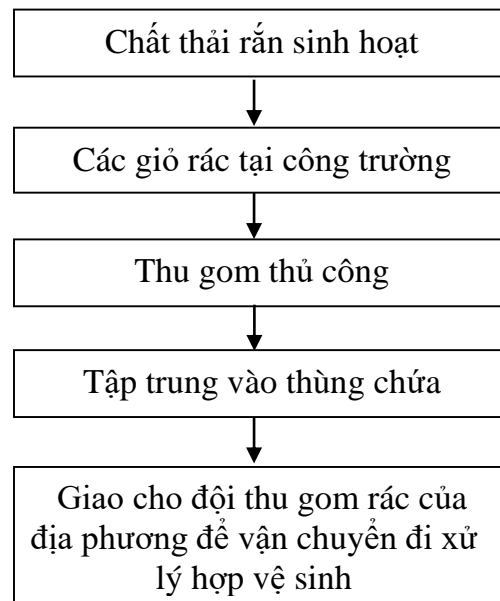 Chất thải rắn sinh hoạt
Các giỏ rác tại công trường
Thu gom thủ công
Tập trung vào thùng chứa
Giao cho đội thu gom rác của
địa phương để vận chuyển đi xử
lý hợp vệ sinh